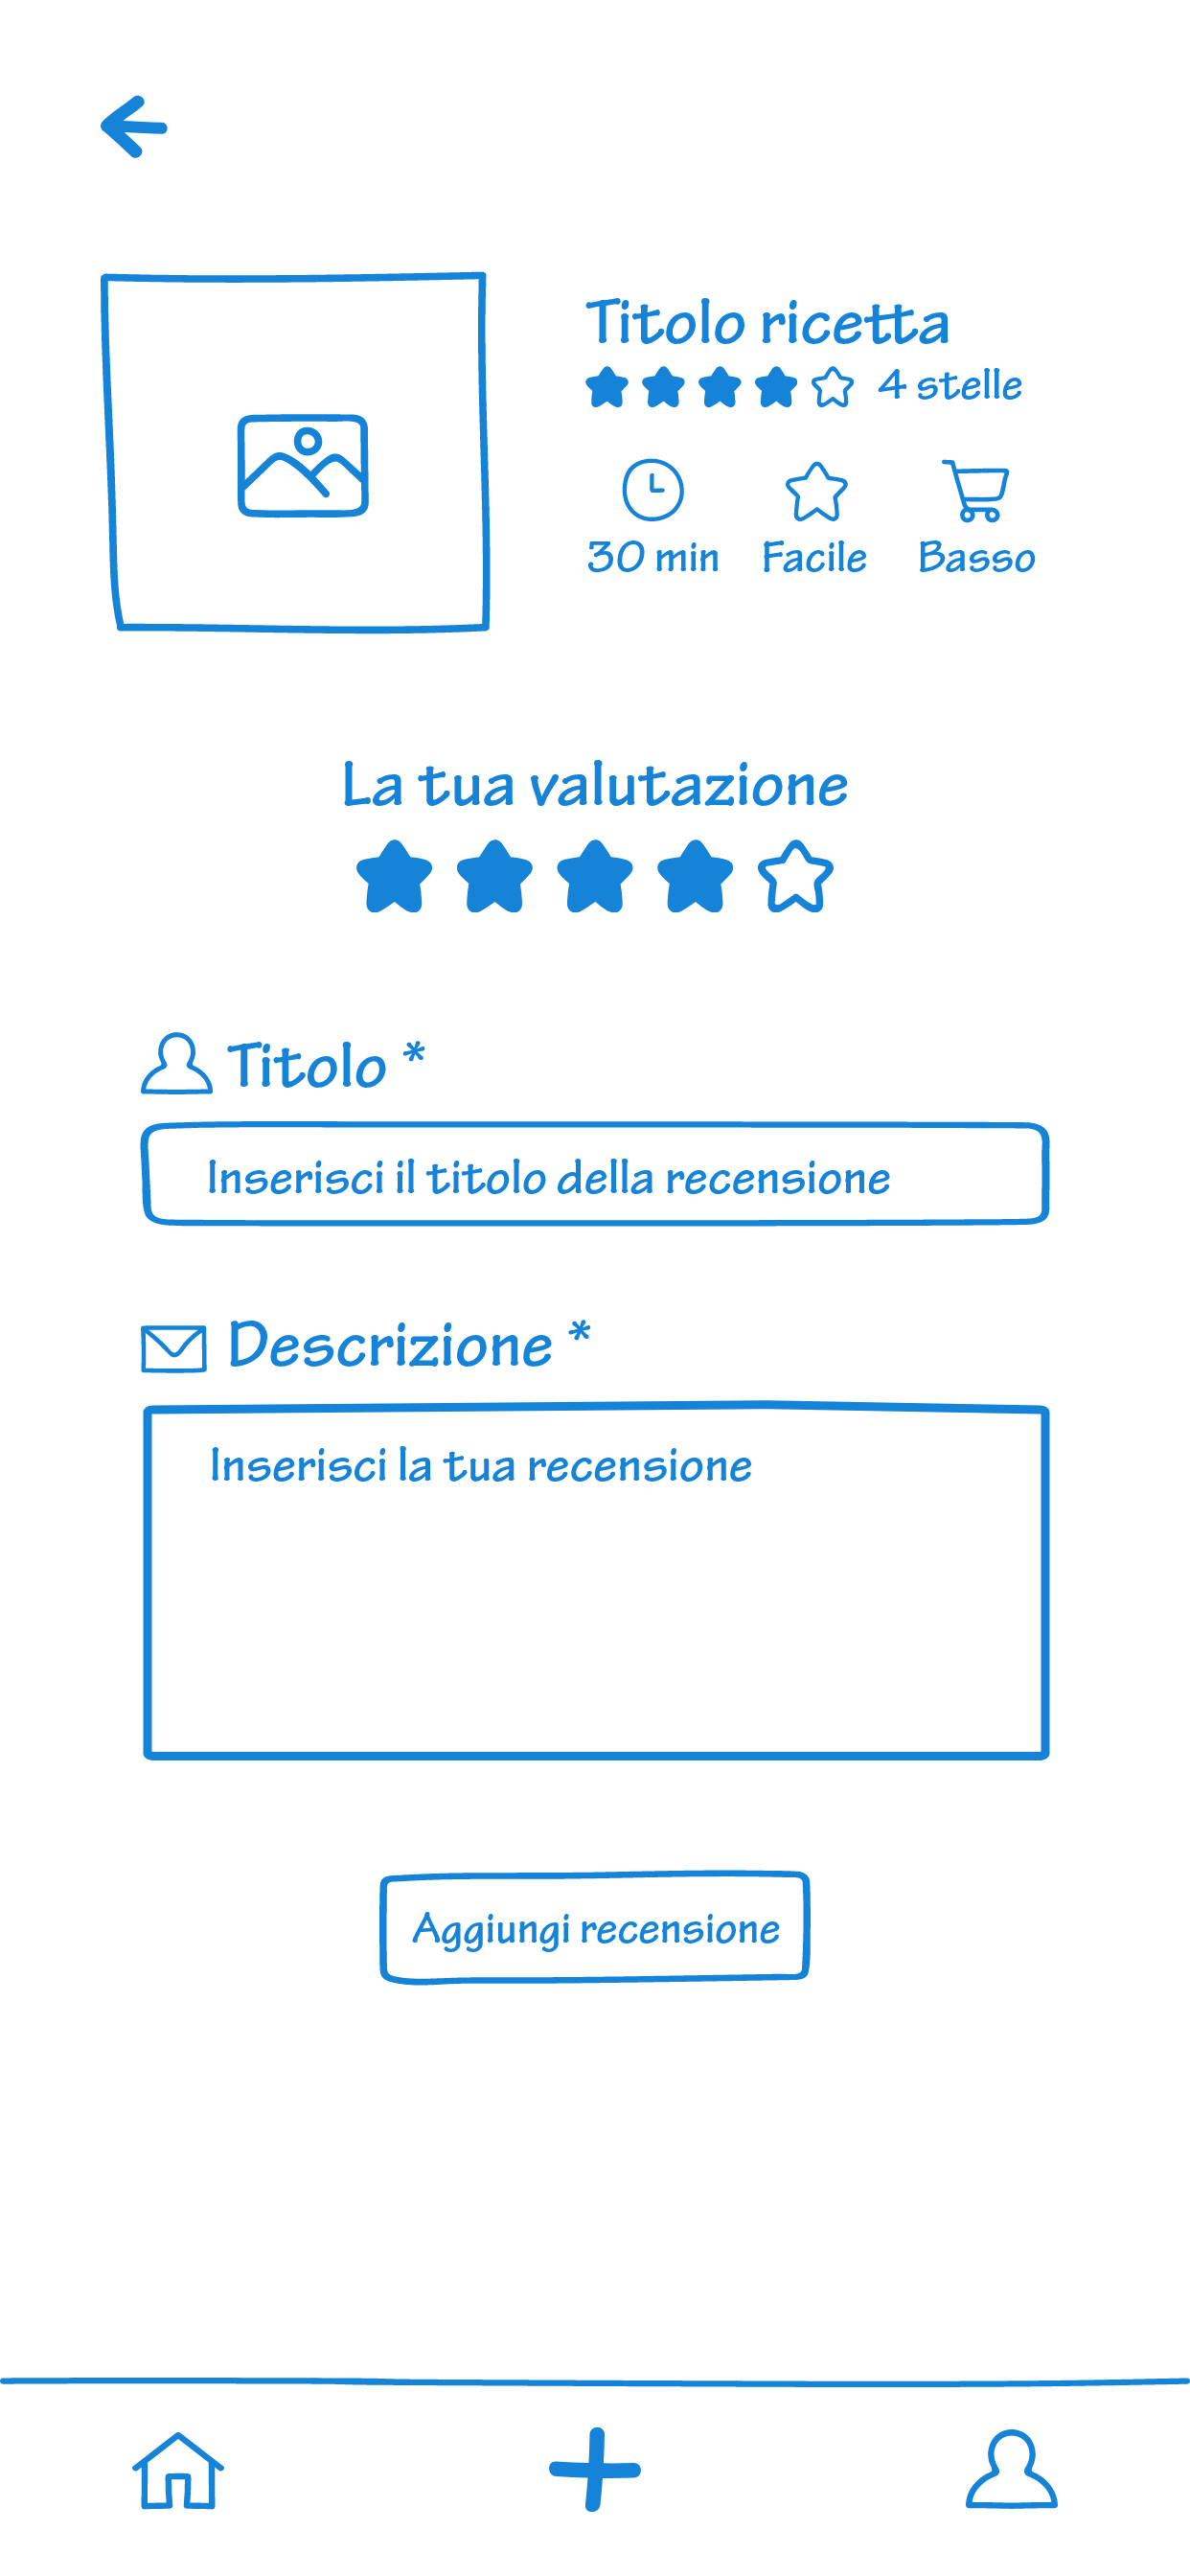 Titolo ricetta
4 stelle
30 min Facile Basso
La tua valutazione
Titolo *
Inserisci il titolo della recensione
Descrizione *
Inserisci la tua recensione
Aggiungi recensione